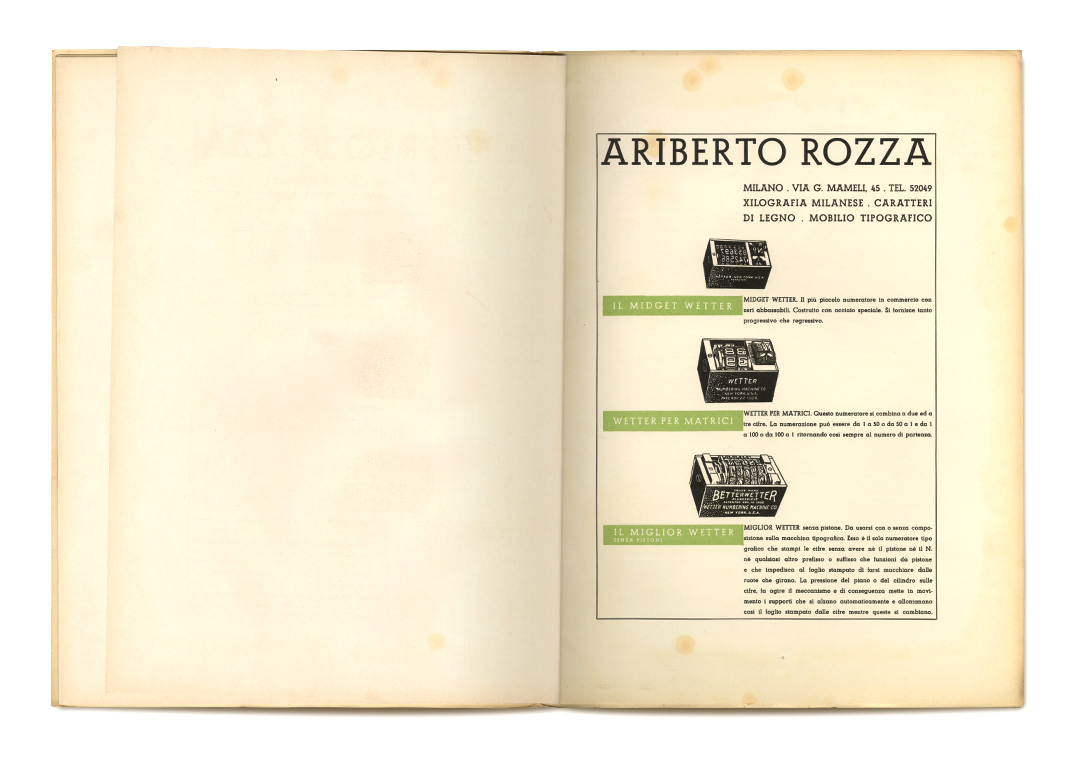 ARIBERTO ROZZA
MILANO . VIA G. MAMELI, 45 . TEL. 52049
XILOGRAFIA MILANESE . CARATTERI
DI LEGNO . MOBILIO TIPOGRAFICO
IL MIDGET WETTER
MIDGET WETTER. Il più piccolo numeratore in commercio con
zeri abbassabili. Costruito con acciaio speciale. Si fornisce tanto
progressivo che regressivo.
WETTER
NUMBERING MACHINE CO.
NEW YORK, U.S.A.
WETTER PER MATRICI
WETTER PER MATRICI. Questo numeratore si combina a due ed a
tre cifre. La numerazione può essere da 1 a 50 o da 50 a 1 e da 1
a 100 o da 100 a 1 ritornando così sempre al numero di partenza.
BETTERWETTER
WETTER NUMBERING MACHINE CO.
NEW YORK, U.S.A.
IL MIGLIOR WETTER
SENZA PISTONE
MIGLIOR WETTER senza pistone. Da usarsi con o senza compo-
sizione sulla macchina tipografica. Esso è il solo numeratore tipo
grafico che stampi le cifre senza avere nè il pistone nè il N.
nè qualsiasi altro prefisso o suffisso che funzioni da pistone
e che impedisca al foglio stampato di farsi macchiare dalle
ruote che girano. La pressione del piano o del cilindro sulle
cifre, fa agire il meccanismo e di conseguenza mette in movi-
mento i supporti che si alzano automaticamente e allontanano
così il foglio stampato dalle cifre mentre queste si cambiano.